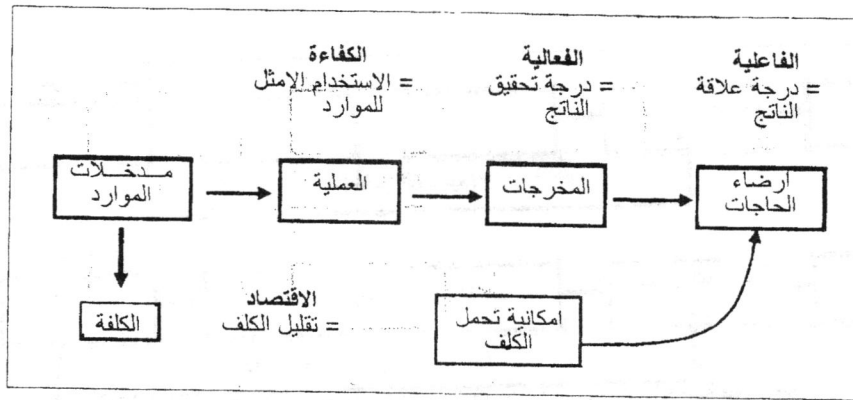 الكفاءة
= الاستخدام الامثل
للموارد
الفعالية
= درجة تحقيق
الناتج
الفاعلية
= درجة علاقة
الناتج
مـدخـلات
الموارد
العملية
المخرجات
ارضاء
الحاجات
الكلفة
الاقتصاد
= تقليل الكلف
امكانية تحمل
الكلف